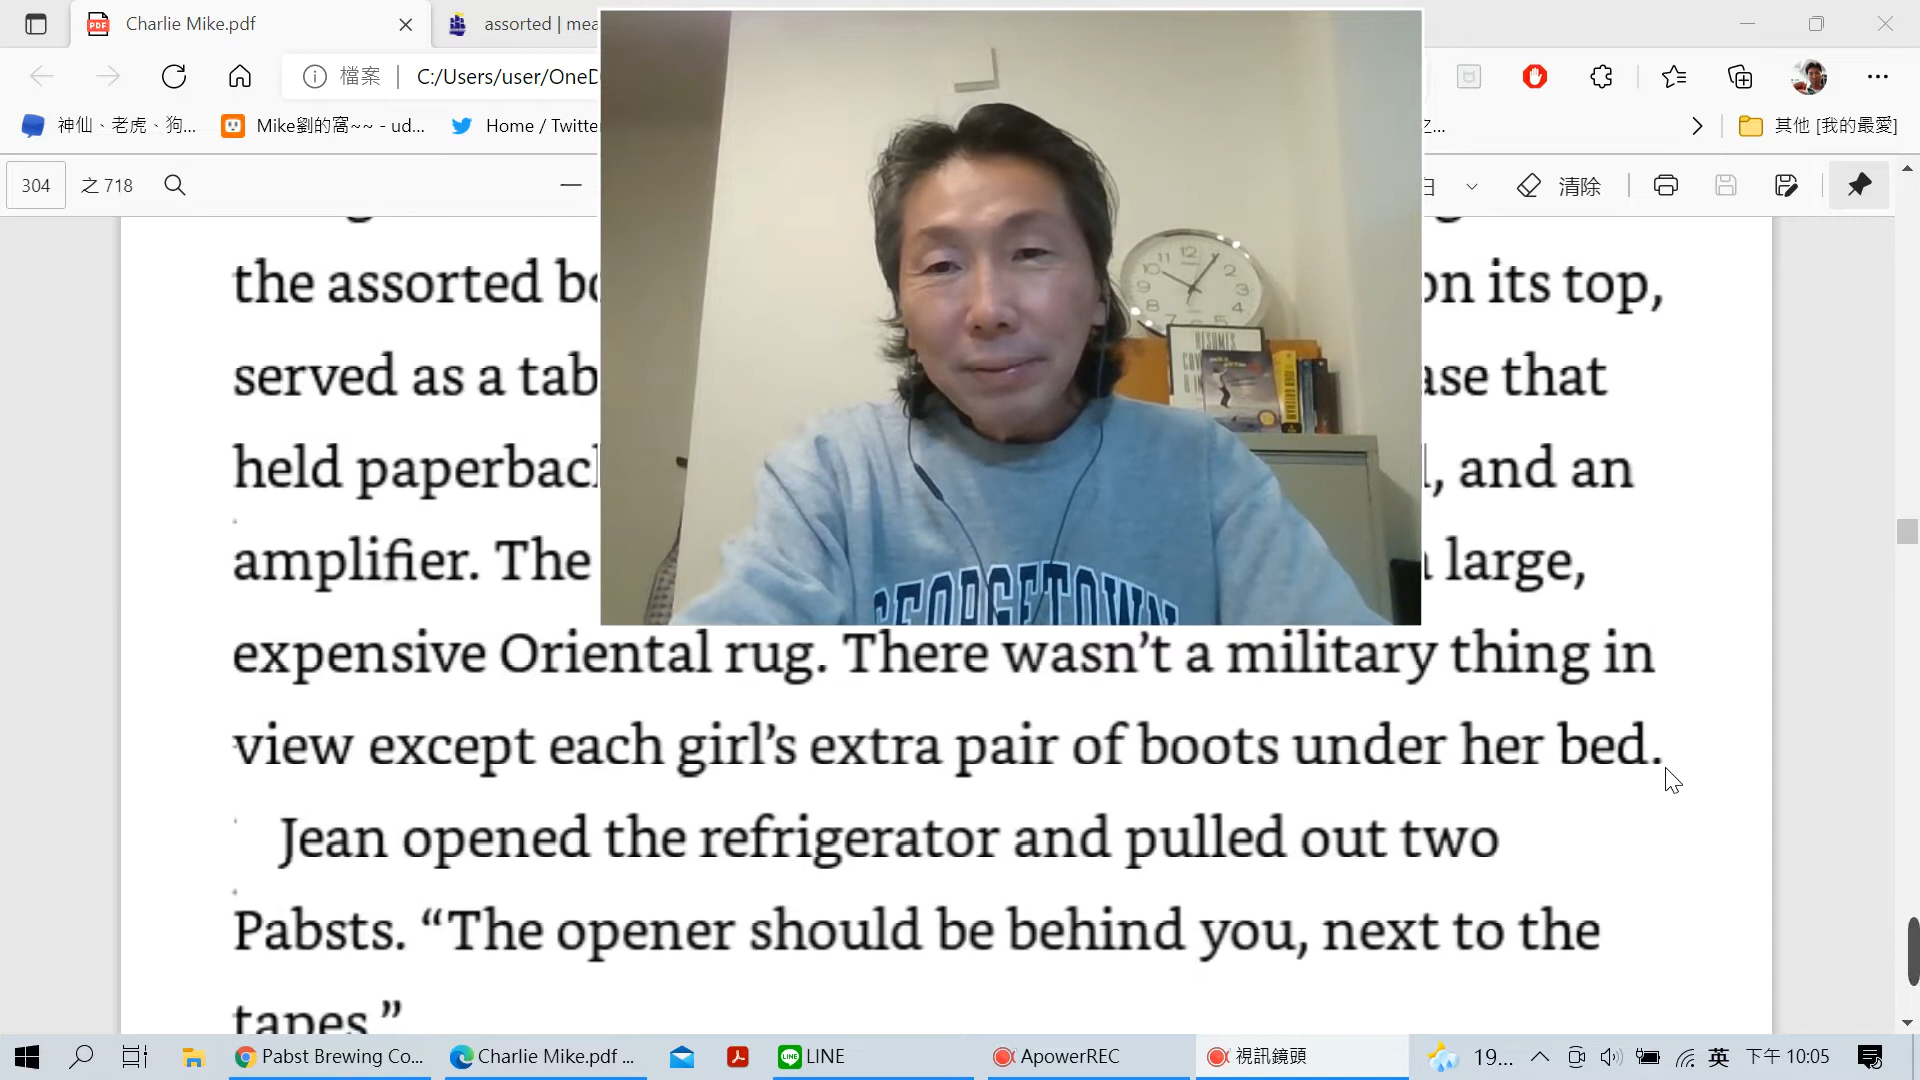 Charlie Mike.pdf
assorted | mea
檔案
C:/Users/user/OneD
神仙、老虎、狗...
Mike劉的窩~~ - ud...
Home / Twitte
其他 [我的最愛]
304
之 718
清除
the assorted bo
on its top,
served as a tab
ase that
held paperbac
, and an
amplifier. The
large,
expensive Oriental rug. There wasn't a military thing in
view except each girl's extra pair of boots under her bed.
Jean opened the refrigerator and pulled out two
Pabsts. “The opener should be behind you, next to the
tapes.”
GEORGETOWN
Pabst Brewing Co...
Charlie Mike.pdf ...
LINE
ApowerREC
視訊鏡頭
19...
英
下午 10:05